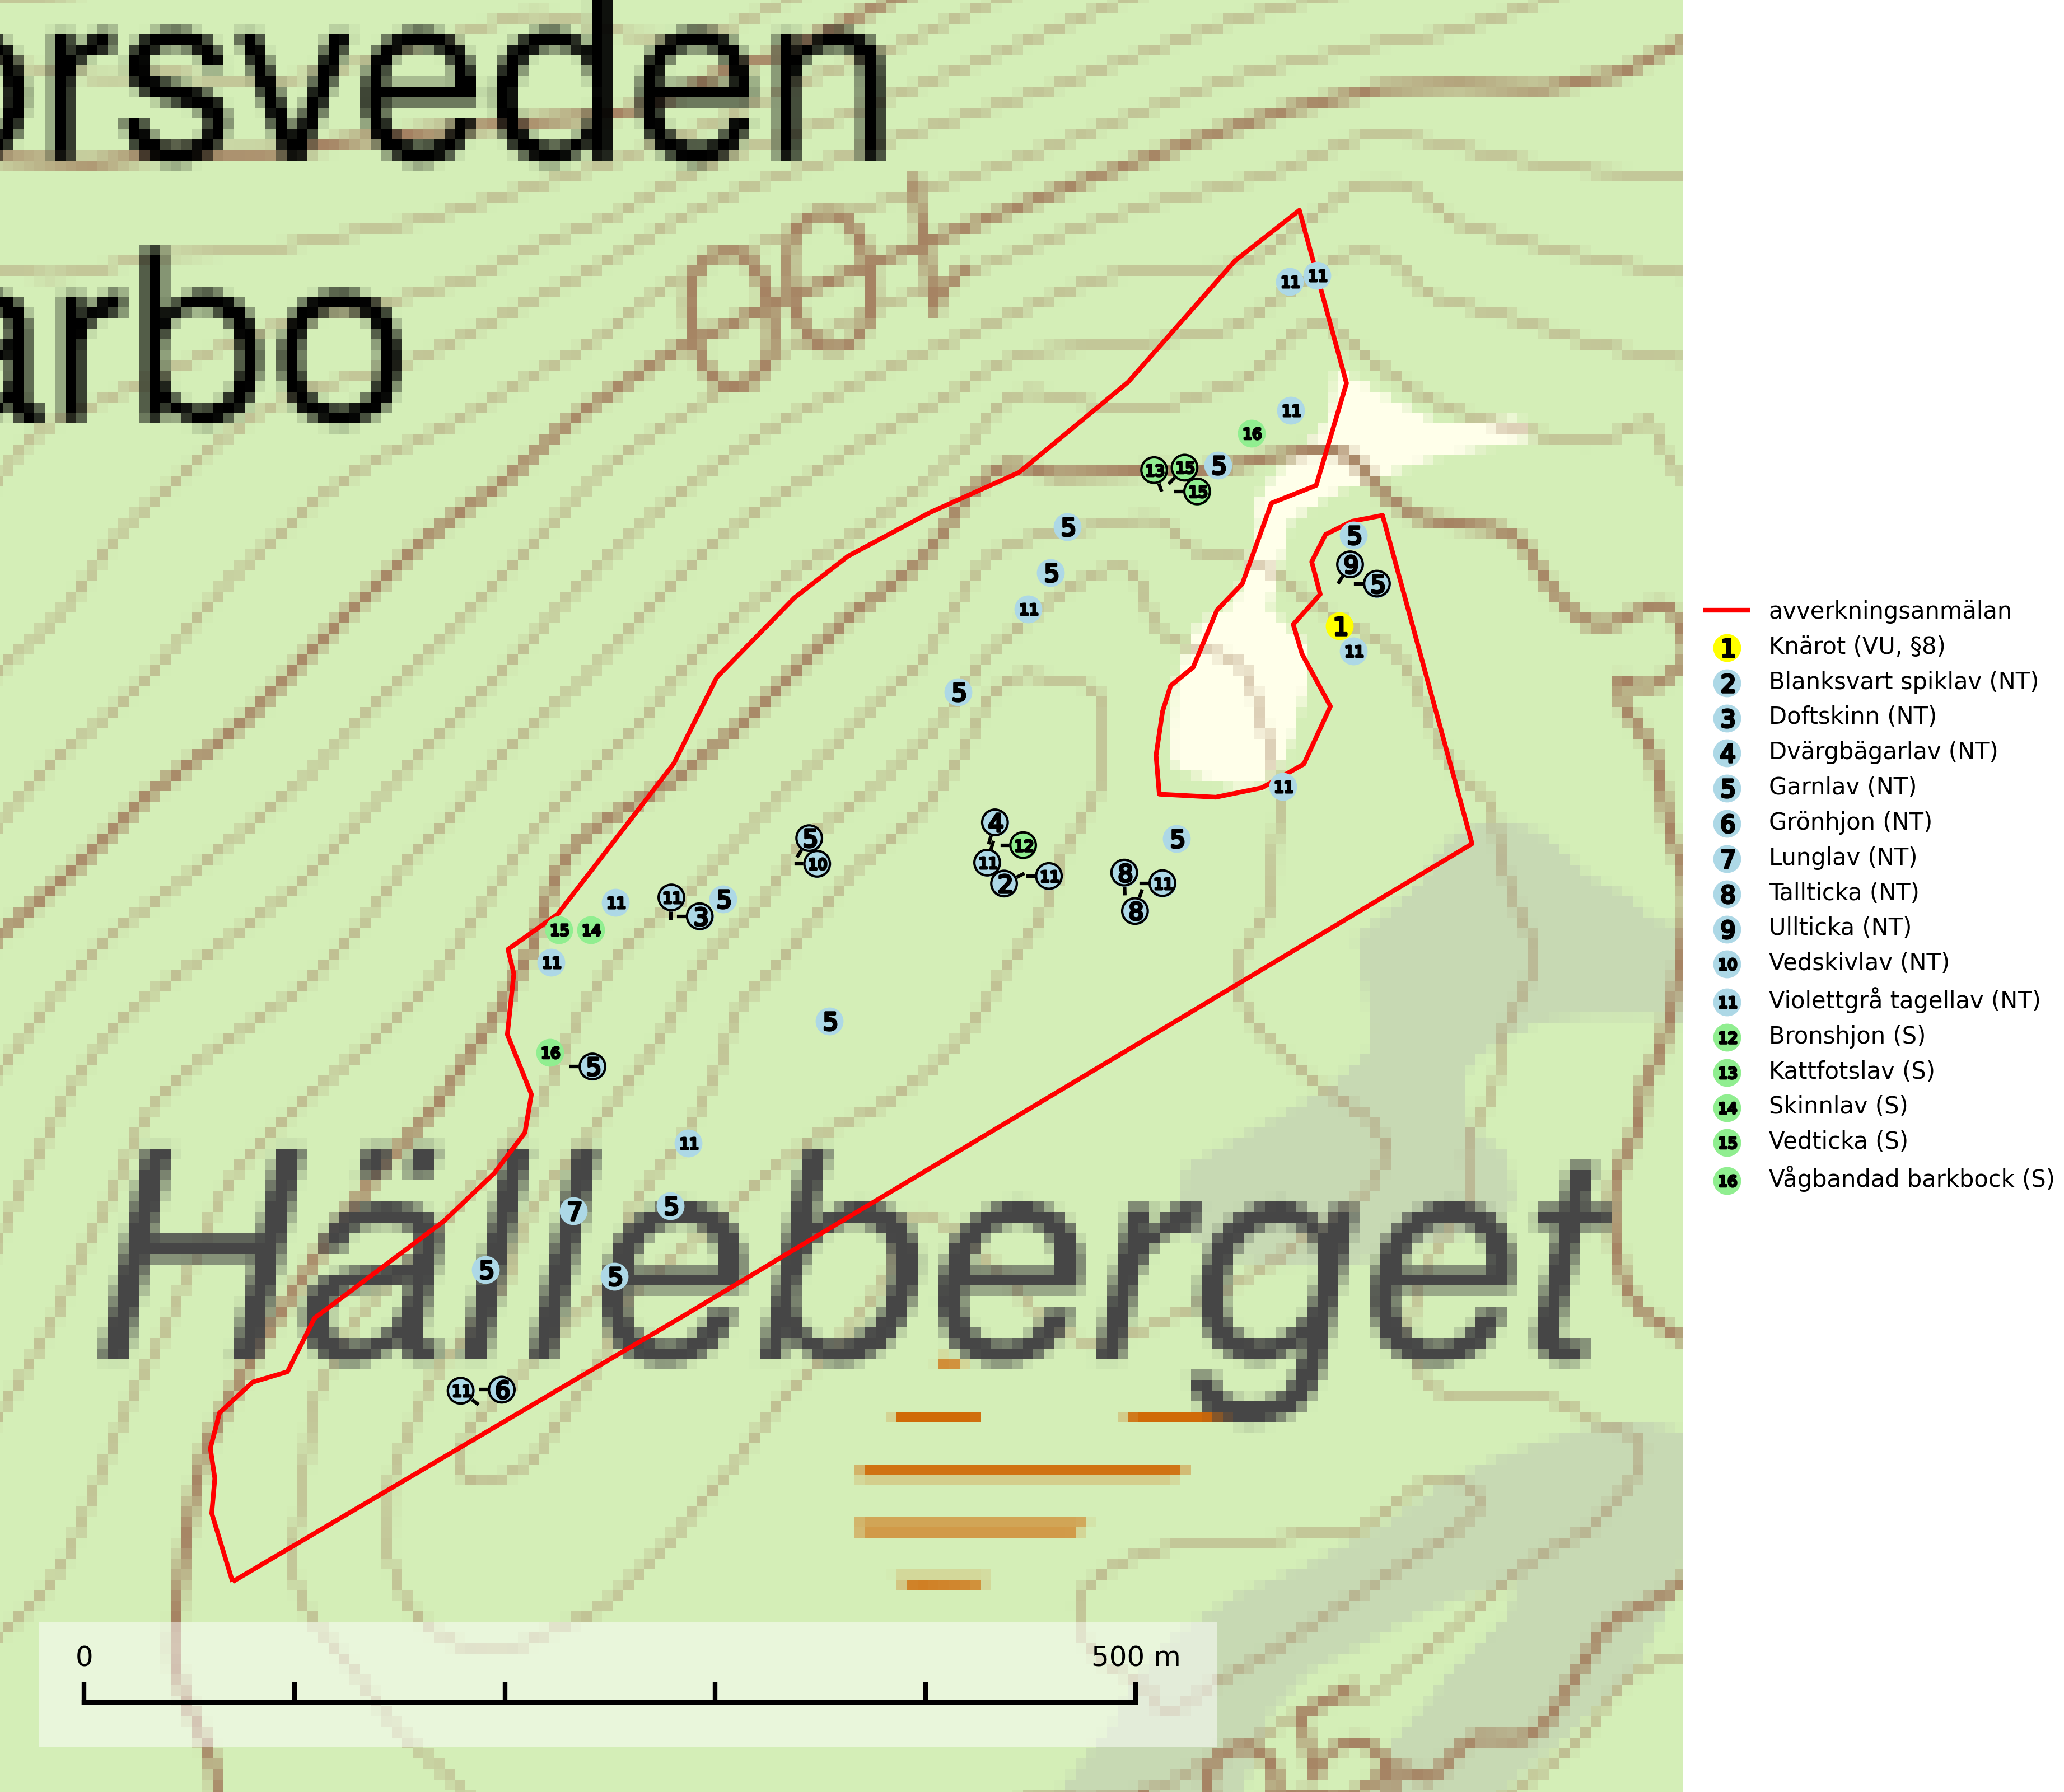 orsveden
arbo
400
11
11
11
16
13
15
5
15
5
5
9
5
5
1
11
11
5
11
4
5
12
5
10
11
8
11
2
11
8
11
11
5
3
15
14
11
5
16
5
11
Hälleberget
7
5
5
5
11
6
0
500 m
avverkningsanmälan
1 Knärot (VU, §8)
2 Blanksvart spiklav (NT)
3 Doftskinn (NT)
4 Dvärgbägarlav (NT)
5 Garnlav (NT)
6 Grönhjon (NT)
7 Lunglav (NT)
8 Tallticka (NT)
9 Ullticka (NT)
10 Vedskivlav (NT)
11 Violettgrå tagellav (NT)
12 Bronshjon (S)
13 Kattfotslav (S)
14 Skinnlav (S)
15 Vedticka (S)
16 Vågbandad barkbock (S)